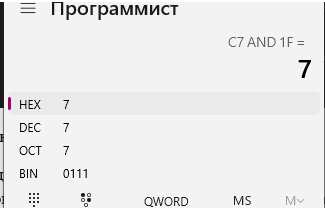 Программист
C7 AND 1F =
7
HEX 7
DEC 7
OCT 7
BIN 0111
QWORD MS M